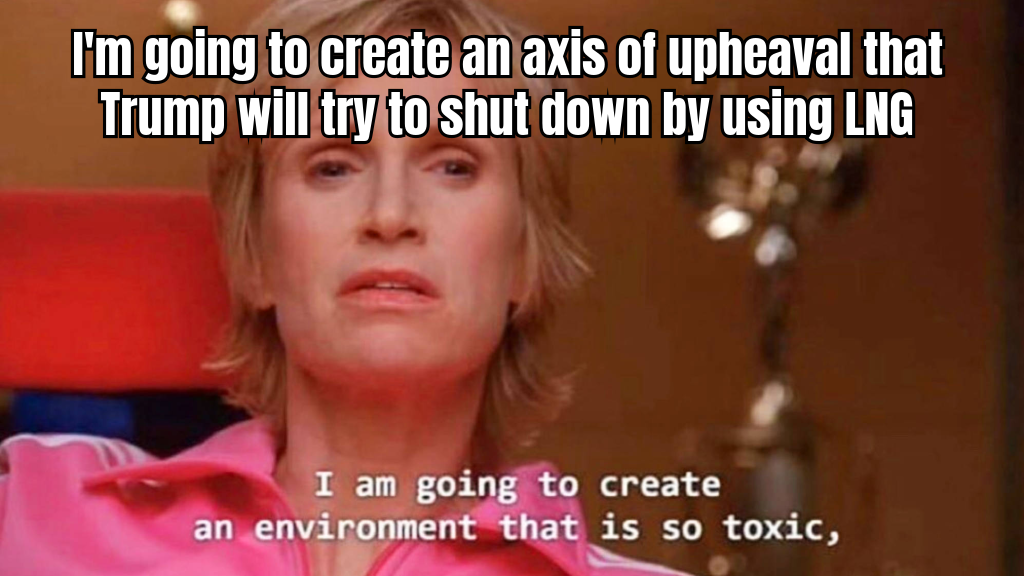 I'm going to create an axis of upheaval that
Trump will try to shut down by using LNG
I am going to create
an environment that is so toxic,